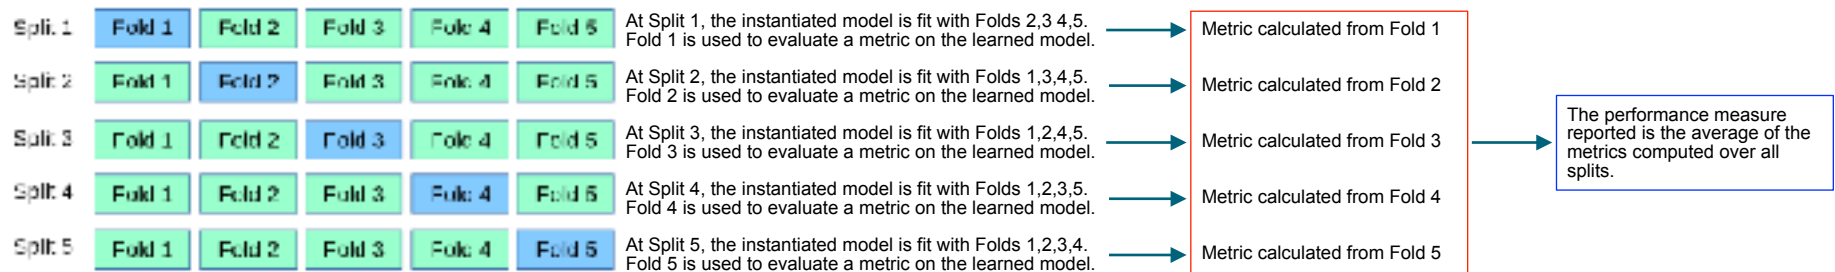 Split 1 Fold 1 Fold 2 Fold 3 Fold 4 Fold 5
At Split 1, the instantiated model is fit with Folds 2,3 4,5.
Fold 1 is used to evaluate a metric on the learned model.
Metric calculated from Fold 1
Split 2 Fold 1 Fold 2 Fold 3 Fold 4 Fold 5
At Split 2, the instantiated model is fit with Folds 1,3,4,5.
Fold 2 is used to evaluate a metric on the learned model.
Metric calculated from Fold 2
Split 3 Fold 1 Fold 2 Fold 3 Fold 4 Fold 5
At Split 3, the instantiated model is fit with Folds 1,2,4,5.
Fold 3 is used to evaluate a metric on the learned model.
Metric calculated from Fold 3
Split 4 Fold 1 Fold 2 Fold 3 Fold 4 Fold 5
At Split 4, the instantiated model is fit with Folds 1,2,3,5.
Fold 4 is used to evaluate a metric on the learned model.
Metric calculated from Fold 4
Split 5 Fold 1 Fold 2 Fold 3 Fold 4 Fold 5
At Split 5, the instantiated model is fit with Folds 1,2,3,4.
Fold 5 is used to evaluate a metric on the learned model.
Metric calculated from Fold 5
The performance measure
reported is the average of the
metrics computed over all
splits.